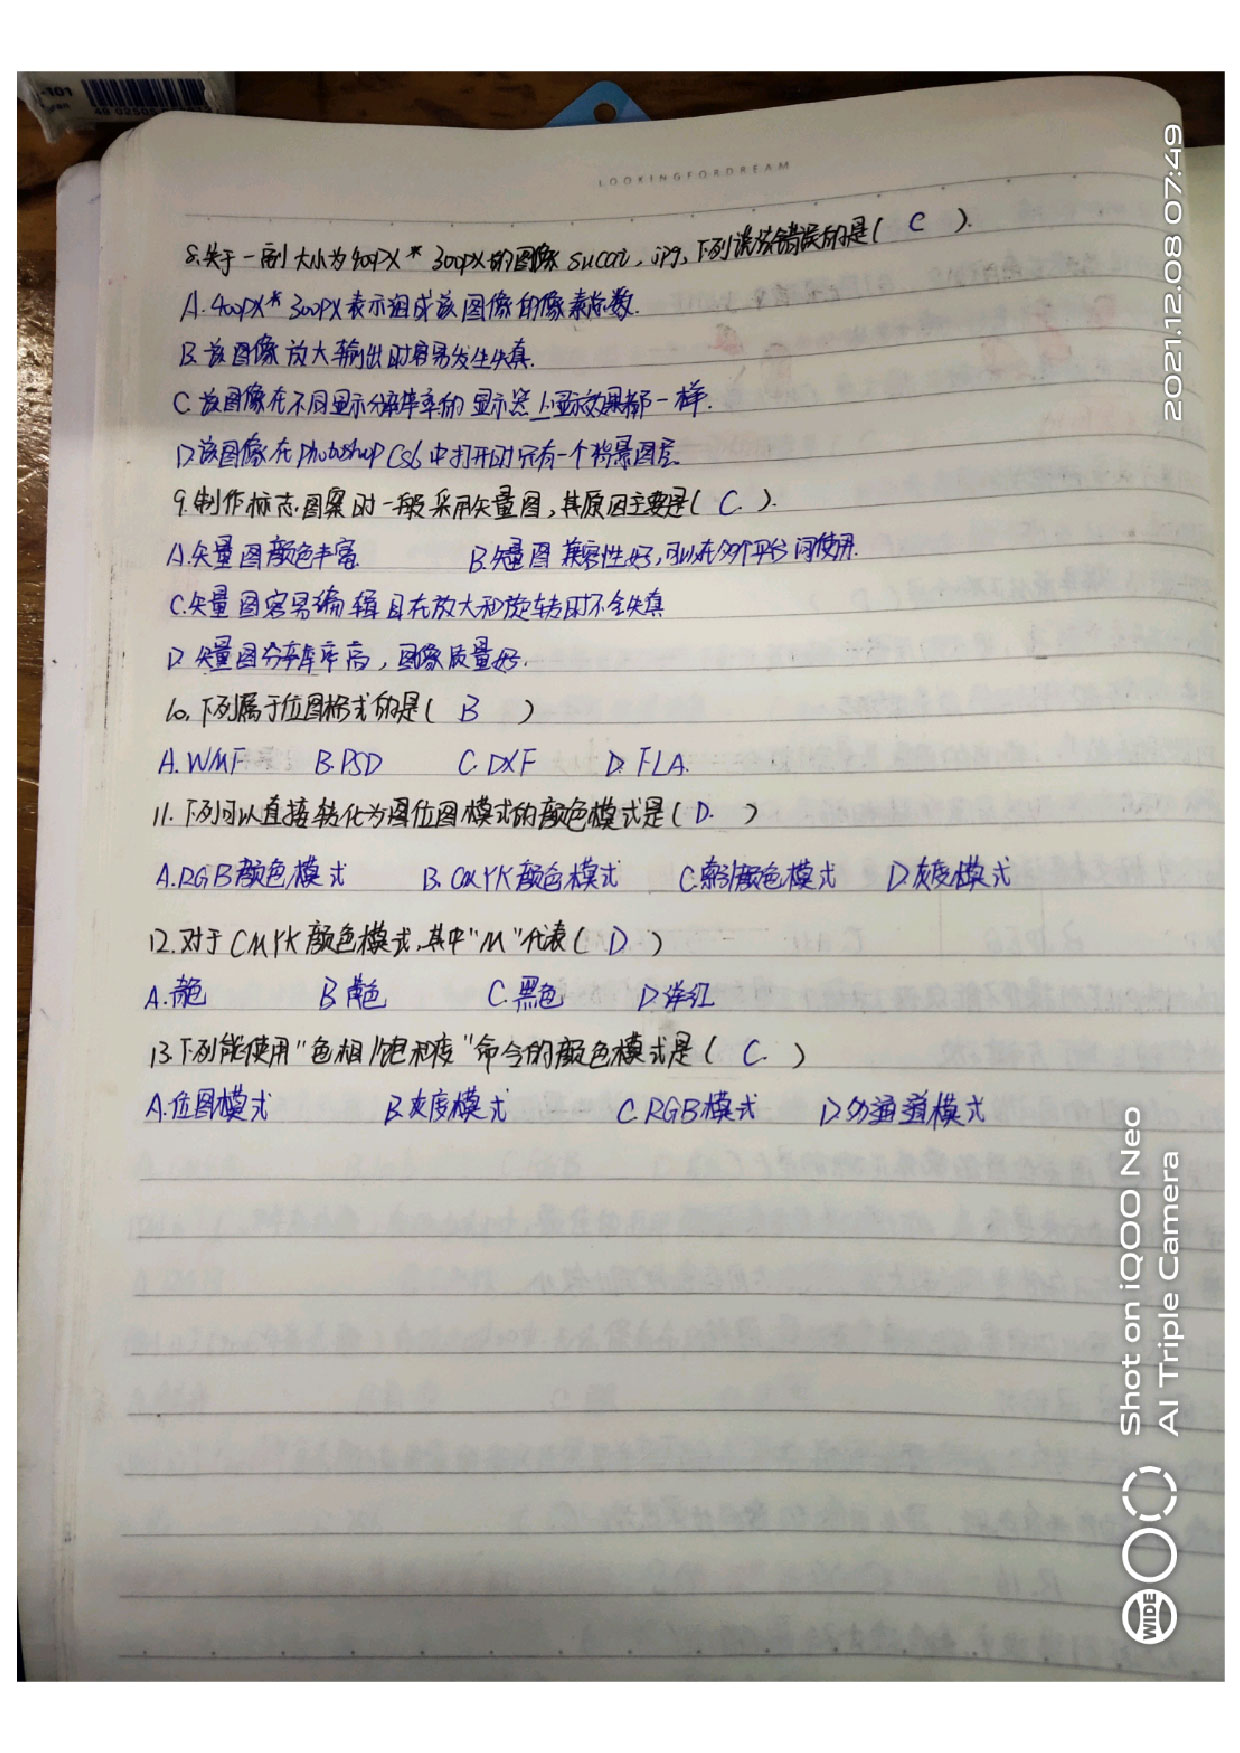 LOOKINGFORDREAM
8.关于一副大小为400PX*300PX的图像 , jpg,下列说法错误的是( C ).
A.400PX*300PX表示组成该图像的像素总数.
B.该图像放大输出时容易发生失真.
C.该图像在不同显示分辨率的显示器上显示效果都一样.
D.该图像在PhotoshopCS6中打开时只有一个背景图层.
9.制作标志.图案时一般采用矢量图,其原因主要是( C. ).
A.矢量图颜色丰富. B.矢量图兼容性好,可以在多个平台间使用.
C.矢量图容易编辑且在放大和旋转时不会失真
D.矢量图分辨率高,图像质量好.
10.下列属于位图格式的是( B )
A.WMF B.PSD C.DXF D.FLA.
11.下列可以直接转化为位图模式的颜色模式是( D. )
A.RGB颜色模式 B.CMYK颜色模式 C.索引颜色模式 D.灰度模式
12.对于CMYK颜色模式,其中"M"代表( D )
A.青色 B.黄色 C.黑色 D.洋红
13.下列能使用"色相/饱和度"命令的颜色模式是( C. )
A.位图模式 B.灰度模式 C.RGB模式 D.多通道模式
2021.12.08 07:49
Shot on iQOO Neo
AI Triple Camera
WIDE